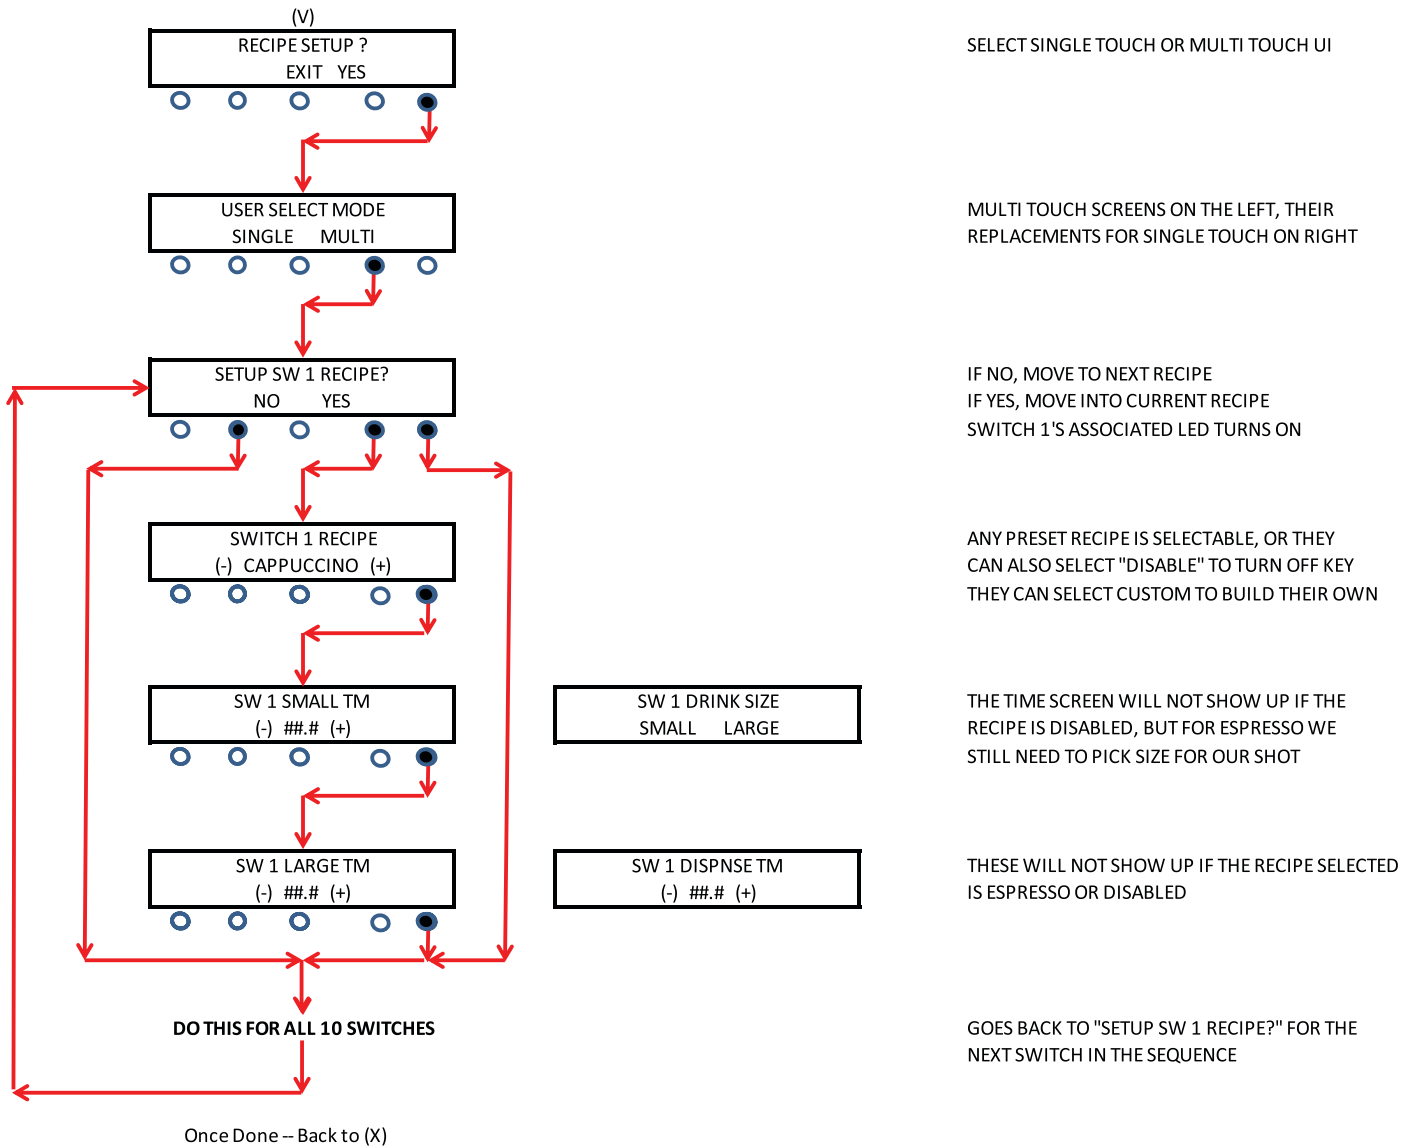 (V)
RECIPE SETUP ?
EXIT YES
SELECT SINGLE TOUCH OR MULTI TOUCH UI
USER SELECT MODE
SINGLE MULTI
MULTI TOUCH SCREENS ON THE LEFT, THEIR
REPLACEMENTS FOR SINGLE TOUCH ON RIGHT
SETUP SW 1 RECIPE?
NO YES
IF NO, MOVE TO NEXT RECIPE
IF YES, MOVE INTO CURRENT RECIPE
SWITCH 1'S ASSOCIATED LED TURNS ON
SWITCH 1 RECIPE
(-) CAPPUCCINO (+)
ANY PRESET RECIPE IS SELECTABLE, OR THEY
CAN ALSO SELECT "DISABLE" TO TURN OFF KEY
THEY CAN SELECT CUSTOM TO BUILD THEIR OWN
SW 1 SMALL TM
(-) ##.# (+)
SW 1 DRINK SIZE
SMALL LARGE
THE TIME SCREEN WILL NOT SHOW UP IF THE
RECIPE IS DISABLED, BUT FOR ESPRESSO WE
STILL NEED TO PICK SIZE FOR OUR SHOT
SW 1 LARGE TM
(-) ##.# (+)
SW 1 DISPNSE TM
(-) ##.# (+)
THESE WILL NOT SHOW UP IF THE RECIPE SELECTED
IS ESPRESSO OR DISABLED
DO THIS FOR ALL 10 SWITCHES
GOES BACK TO "SETUP SW 1 RECIPE?" FOR THE
NEXT SWITCH IN THE SEQUENCE
Once Done -- Back to (X)